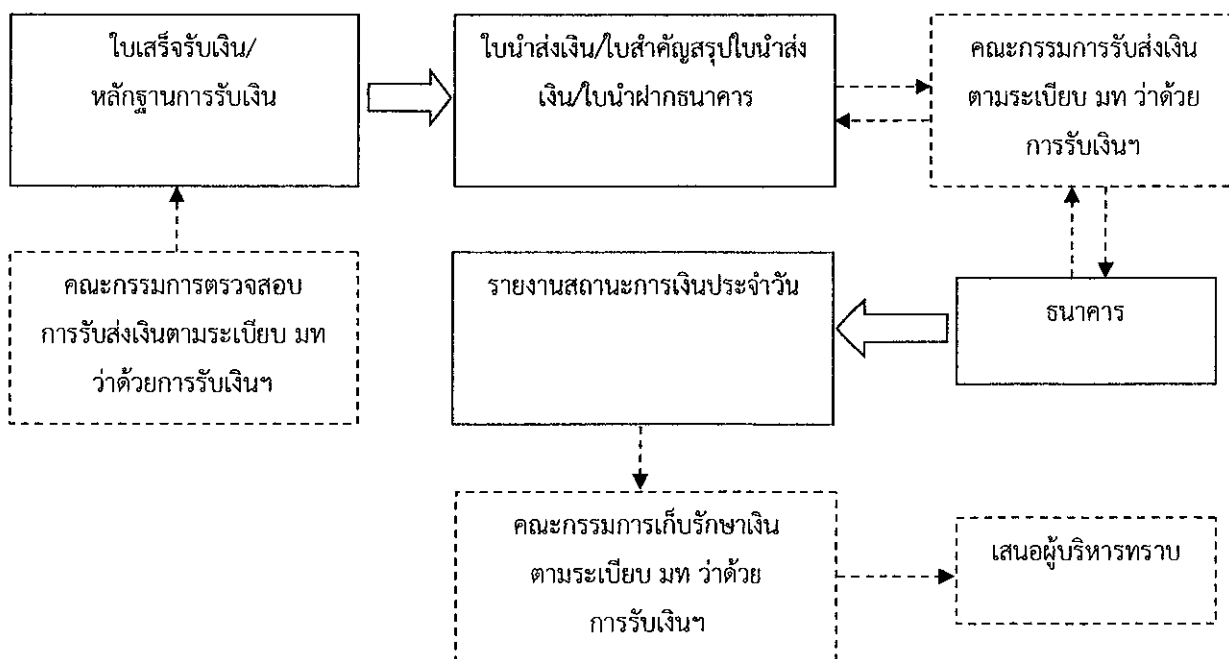 ใบเสร็จรับเงิน/
หลักฐานการรับเงิน
ใบนำส่งเงิน/ใบสำคัญสรุปใบนำส่ง
เงิน/ใบนำฝากธนาคาร
คณะกรรมการรับส่งเงิน
ตามระเบียบ มท ว่าด้วย
การรับเงินฯ
คณะกรรมการตรวจสอบ
การรับส่งเงินตามระเบียบ มท
ว่าด้วยการรับเงินฯ
รายงานสถานะการเงินประจำวัน
ธนาคาร
คณะกรรมการเก็บรักษาเงิน
ตามระเบียบ มท ว่าด้วย
การรับเงินฯ
เสนอผู้บริหารทราบ